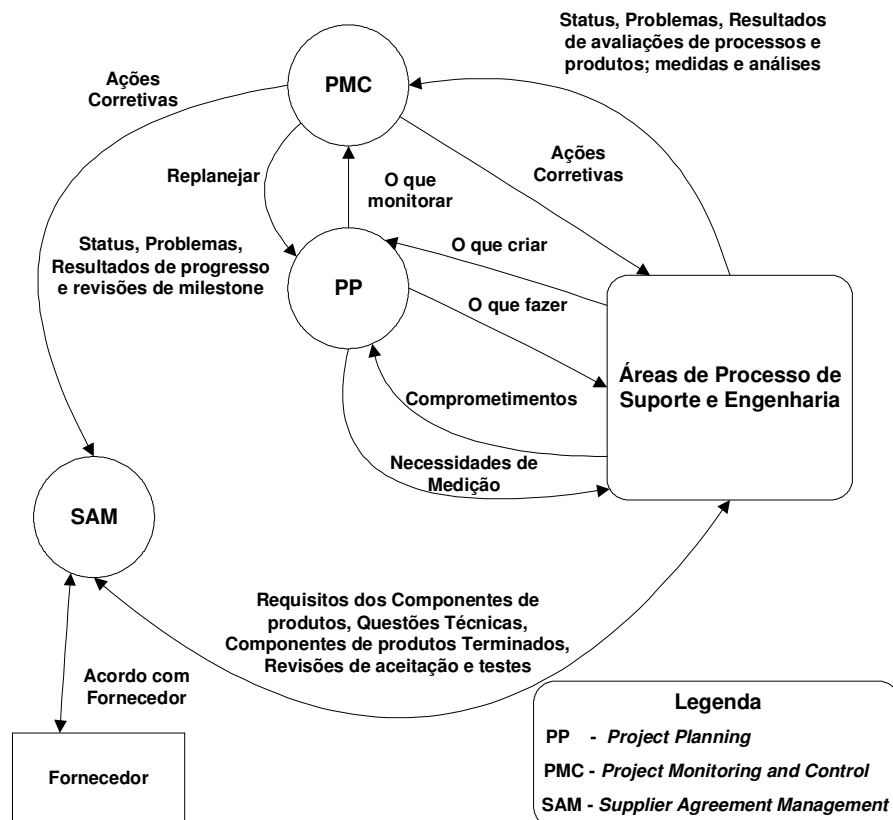 Status, Problemas, Resultados
de avaliações de processos e
produtos; medidas e análises
Ações
Corretivas
PMC
Ações
Corretivas
Replanejar
O que
monitorar
O que criar
Status, Problemas,
Resultados de progresso
e revisões de milestone
PP
O que fazer
Áreas de Processo de
Suporte e Engenharia
Comprometimentos
Necessidades de
Medição
SAM
Requisitos dos Componentes de
produtos, Questões Técnicas,
Componentes de produtos Terminados,
Revisões de aceitação e testes
Acordo com
Fornecedor
Fornecedor
Legenda
PP - Project Planning
PMC - Project Monitoring and Control
SAM - Supplier Agreement Management